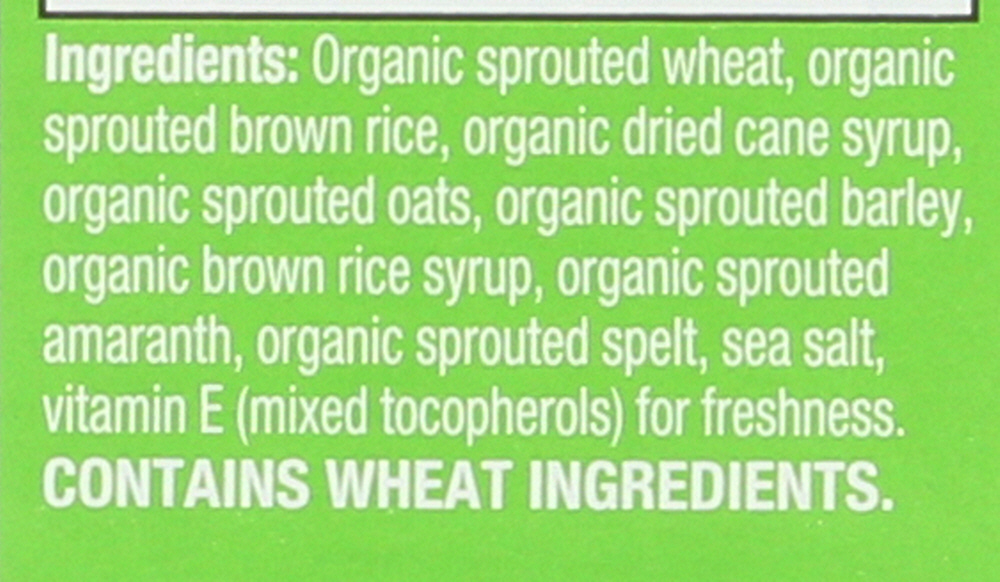 Ingredients: Organic sprouted wheat, organic
sprouted brown rice, organic dried cane syrup,
organic sprouted oats, organic sprouted barley,
organic brown rice syrup, organic sprouted
amaranth, organic sprouted spelt, sea salt,
vitamin E (mixed tocopherols) for freshness.
CONTAINS WHEAT INGREDIENTS.